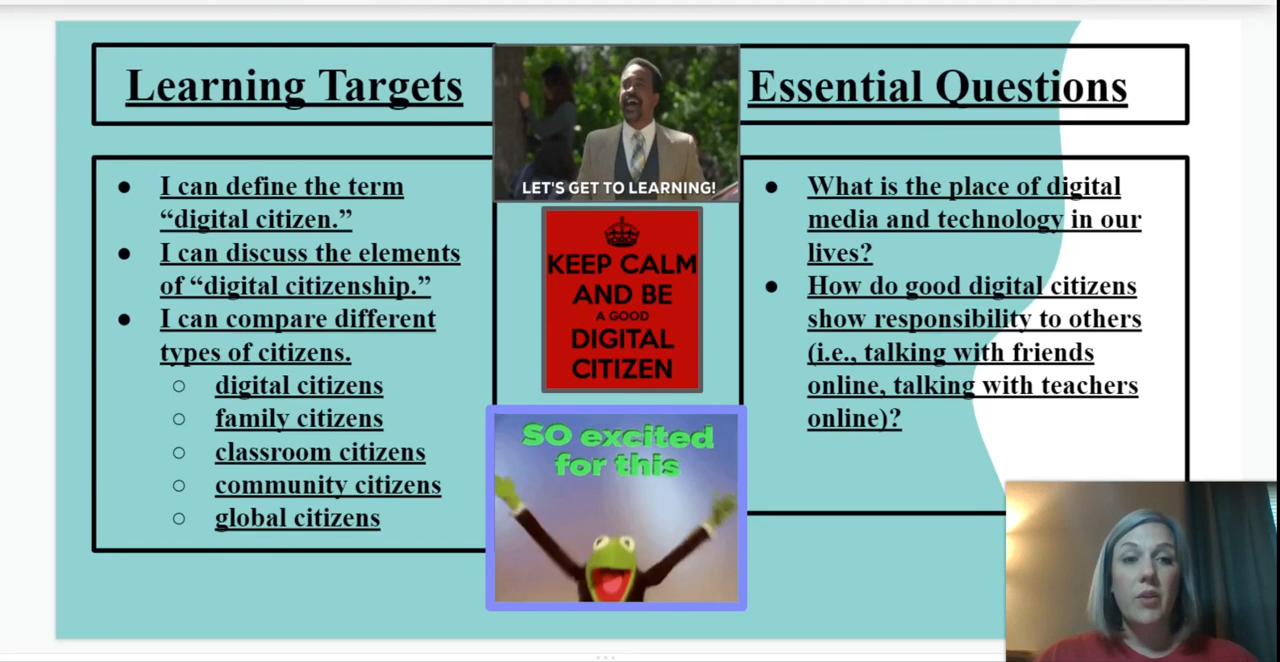 Learning Targets
I can define the term
“digital citizen.”
I can discuss the elements
of “digital citizenship.”
I can compare different
types of citizens.
digital citizens
family citizens
classroom citizens
community citizens
global citizens
LET'S GET TO LEARNING!
KEEP CALM
AND BE
A GOOD
DIGITAL
CITIZEN
SO excited
for this
Essential Questions
What is the place of digital
media and technology in our
lives?
How do good digital citizens
show responsibility to others
(i.e., talking with friends
online, talking with teachers
online)?